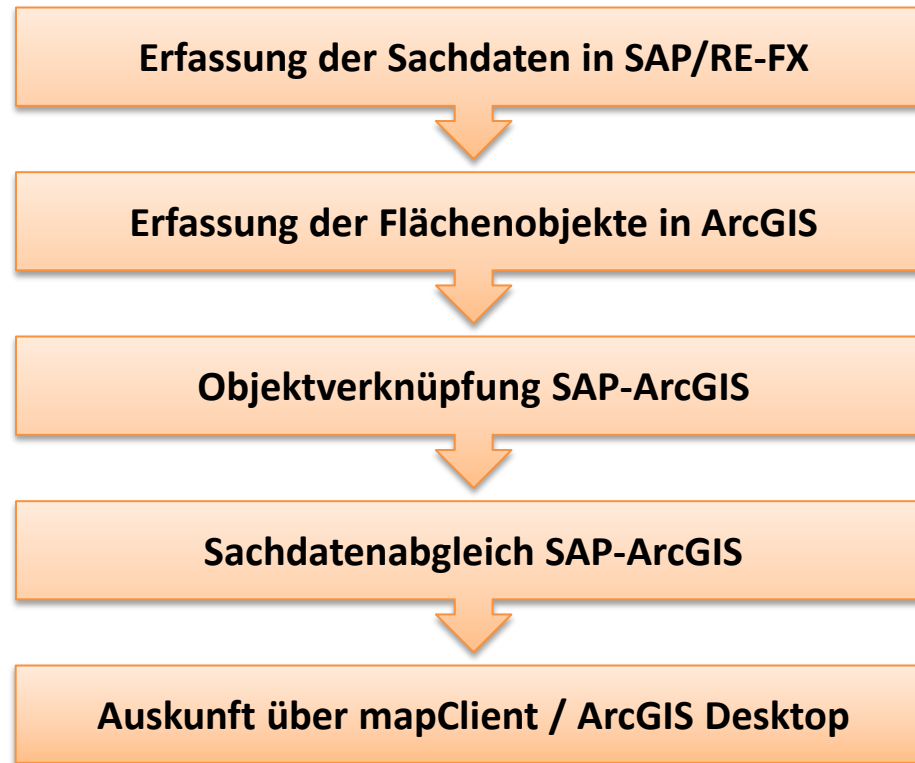 Erfassung der Sachdaten in SAP/RE-FX
Erfassung der Flächenobjekte in ArcGIS
Objektverknüpfung SAP-ArcGIS
Sachdatenabgleich SAP-ArcGIS
Auskunft über mapClient / ArcGIS Desktop